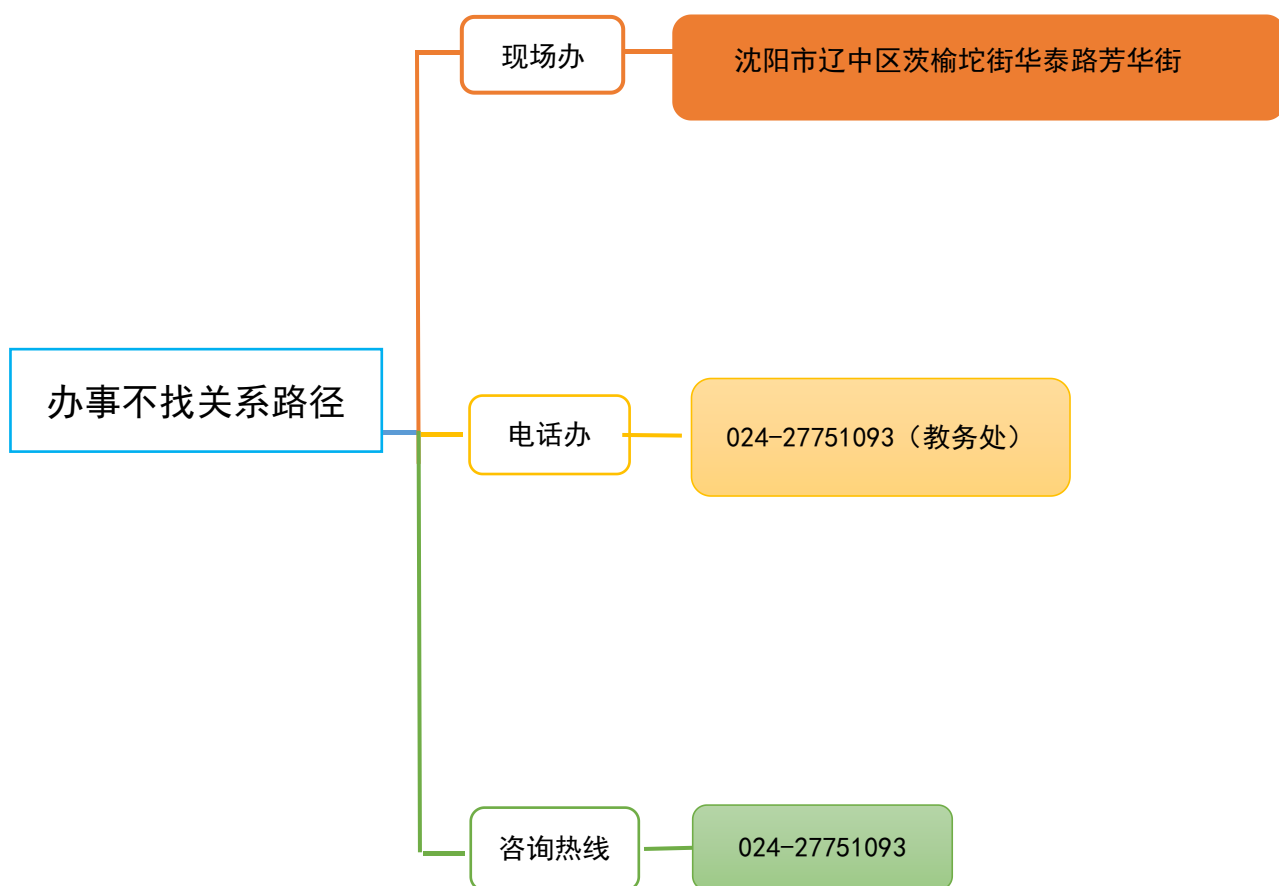 现场办
沈阳市辽中区茨榆坨街华泰路芳华街
办事不找关系路径
电话办
024-27751093（教务处）
咨询热线
024-27751093